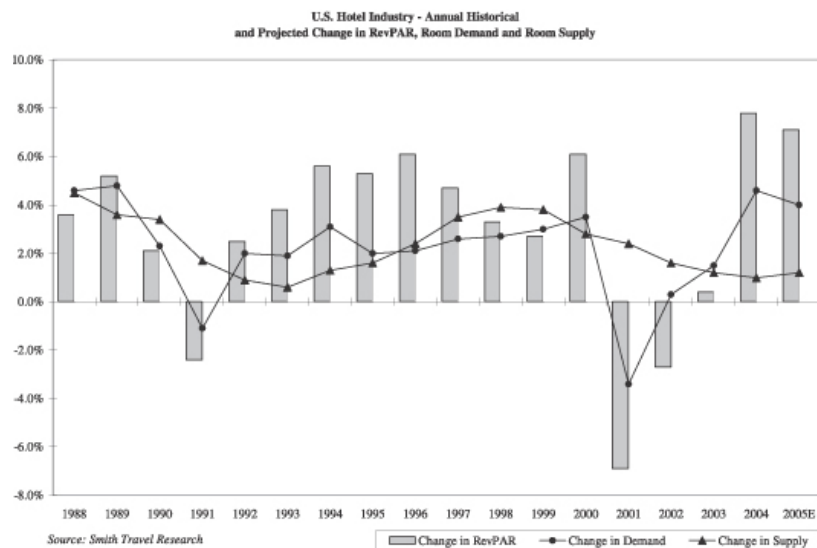 U.S. Hotel Industry - Annual Historical
and Projected Change in RevPAR, Room Demand and Room Supply
10.0%
8.0%
6.0%
4.0%
2.0%
0.0%
-2.0%
-4.0%
-6.0%
-8.0%
1988 1989 1990 1991 1992 1993 1994 1995 1996 1997 1998 1999 2000 2001 2002 2003 2004 2005E
Source: Smith Travel Research
Change in RevPAR Change in Demand Change in Supply